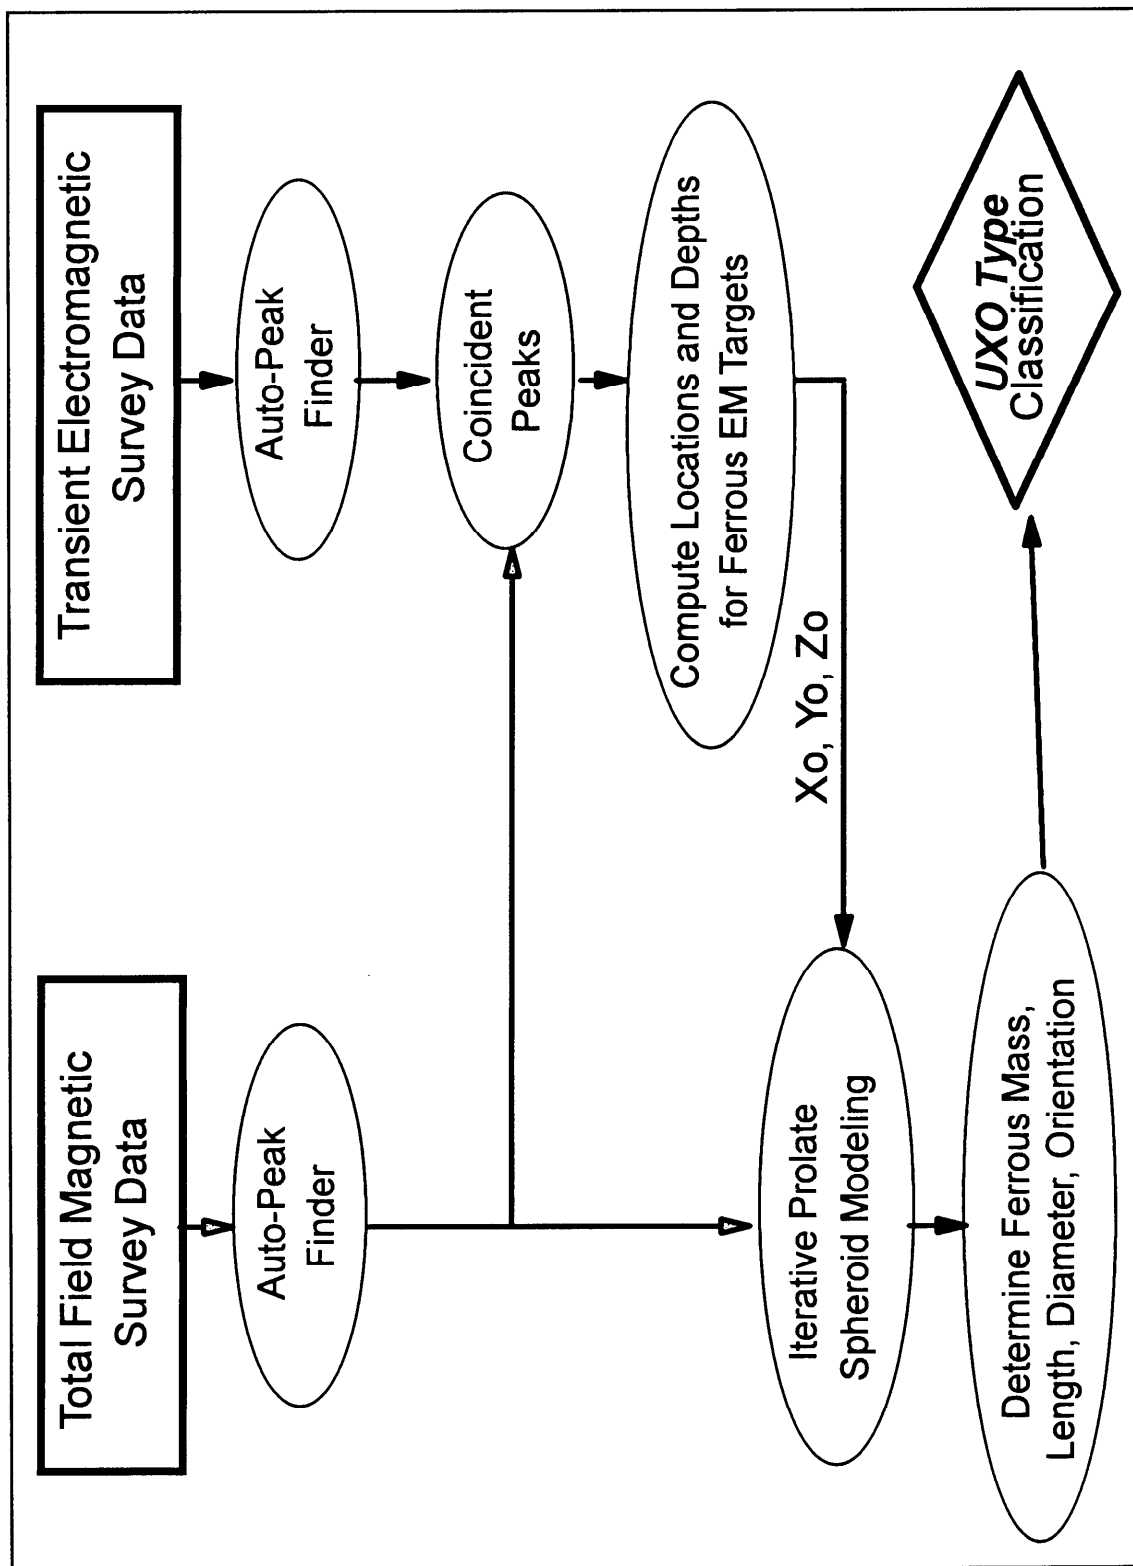 Total Field Magnetic
Survey Data
Auto-Peak
Finder
Transient Electromagnetic
Survey Data
Auto-Peak
Finder
Coincident
Peaks
Compute Locations and Depths
for Ferrous EM Targets
Xo, Yo, Zo
Iterative Prolate
Spheroid Modeling
Determine Ferrous Mass,
Length, Diameter, Orientation
UXO Type
Classification